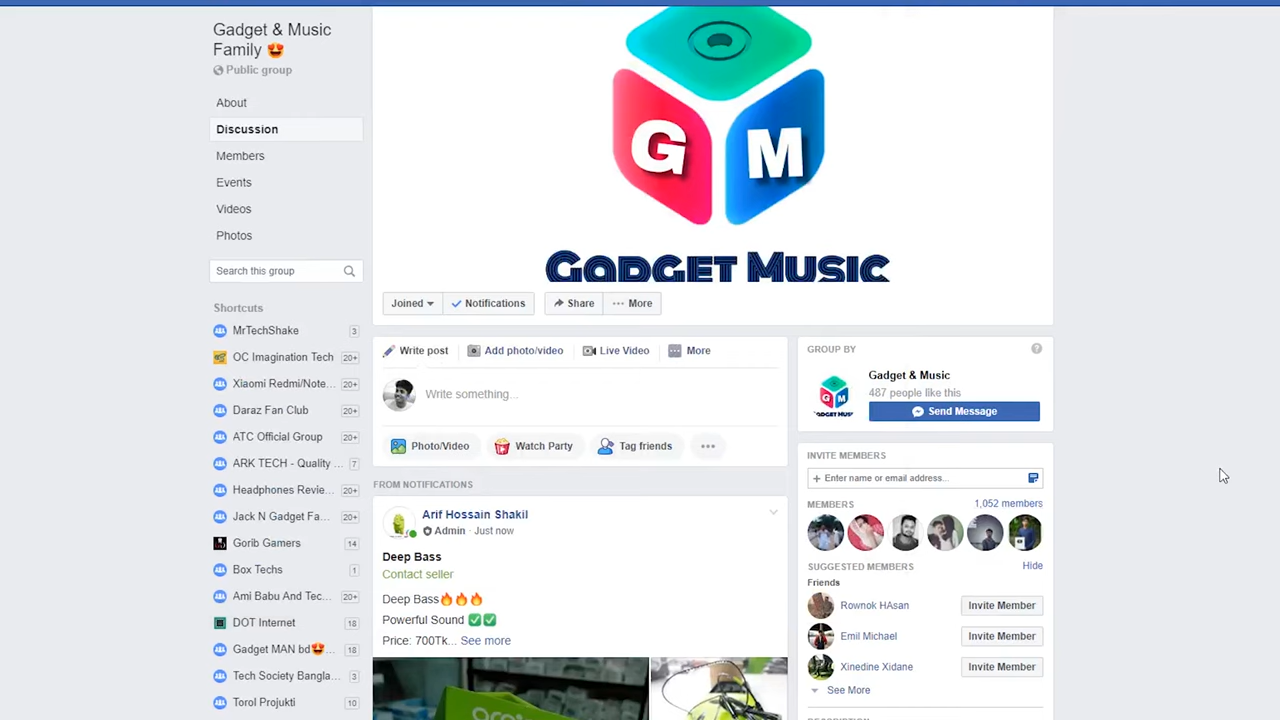 Gadget & Music
Family 😍
Public group
About
Discussion
Members
Events
Videos
Photos
Search this group
Shortcuts
MrTechShake 3
OC Imagination Tech 20+
Xiaomi Redmi/Note... 20+
Daraz Fan Club 20+
ATC Official Group 20+
ARK TECH - Quality ... 7
Headphones Revie... 20+
Jack N Gadget Fa... 20+
Gorib Gamers 14
Box Techs 1
Ami Babu And Tec... 20+
DOT Internet 18
Gadget MAN bd😍... 18
Tech Society Bangla... 3
Torol Projukti 10
G M
GADGET MUSIC
Joined Notifications Share ··· More
Write post Add photo/video Live Video More
Write something...
Photo/Video Watch Party Tag friends ···
FROM NOTIFICATIONS
Arif Hossain Shakil
Admin · Just now
Deep Bass
Contact seller
Deep Bass🔥🔥🔥
Powerful Sound ✅✅
Price: 700Tk... See more
GROUP BY ?
Gadget & Music
487 people like this
Send Message
G M
INVITE MEMBERS
+ Enter name or email address...
MEMBERS 1,052 members
SUGGESTED MEMBERS Hide
Friends
Rownok HAsan Invite Member
Emil Michael Invite Member
Xinedine Xidane Invite Member
See More